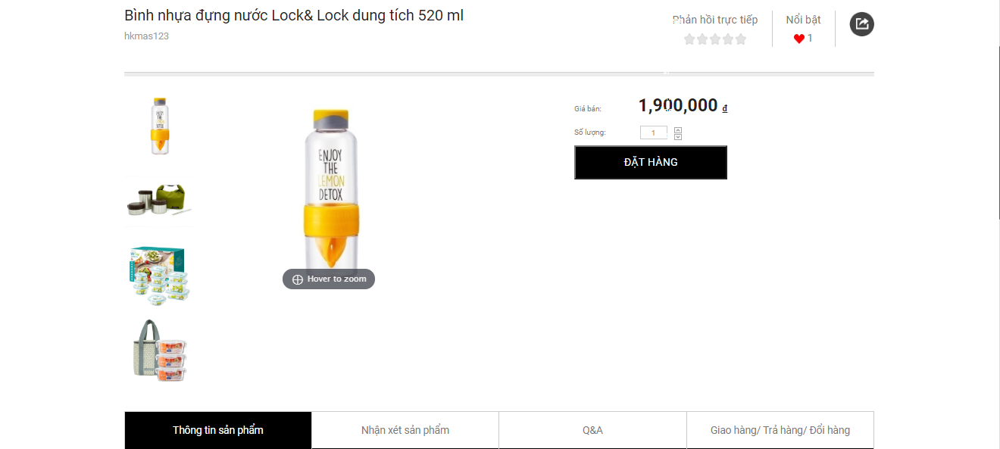 Bình nhựa đựng nước Lock& Lock dung tích 520 ml
hkmas123
Phản hồi trực tiếp
Nổi bật
1
Giá bán:
1,900,000 đ
Số lượng:
1
ĐẶT HÀNG
ENJOY
THE
LEMON
DETOX
Hover to zoom
Thông tin sản phẩm
Nhận xét sản phẩm
Q&A
Giao hàng/ Trả hàng/ Đổi hàng